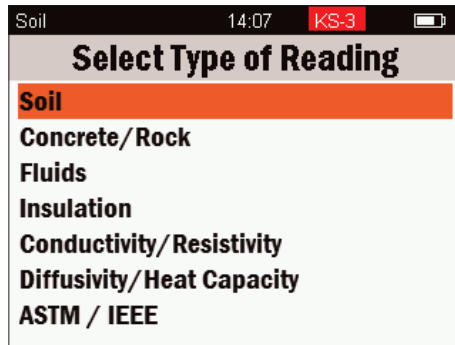 Soil 14:07 KS-3
Select Type of Reading
Soil
Concrete/Rock
Fluids
Insulation
Conductivity/Resistivity
Diffusivity/Heat Capacity
ASTM / IEEE